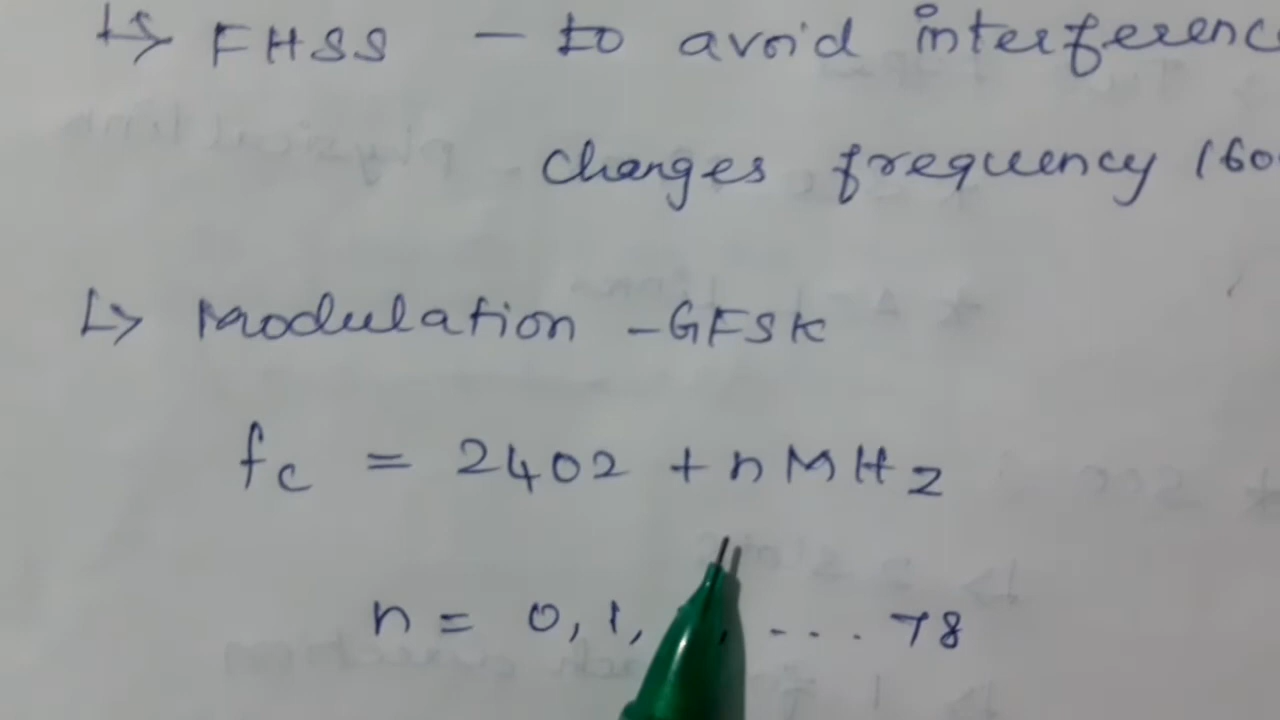 ↳ FHSS - to avoid interferenc
Changes frequency 160
↳ Modulation - GFSK
fc = 2402 + n MHz
n = 0, 1, , ... 78